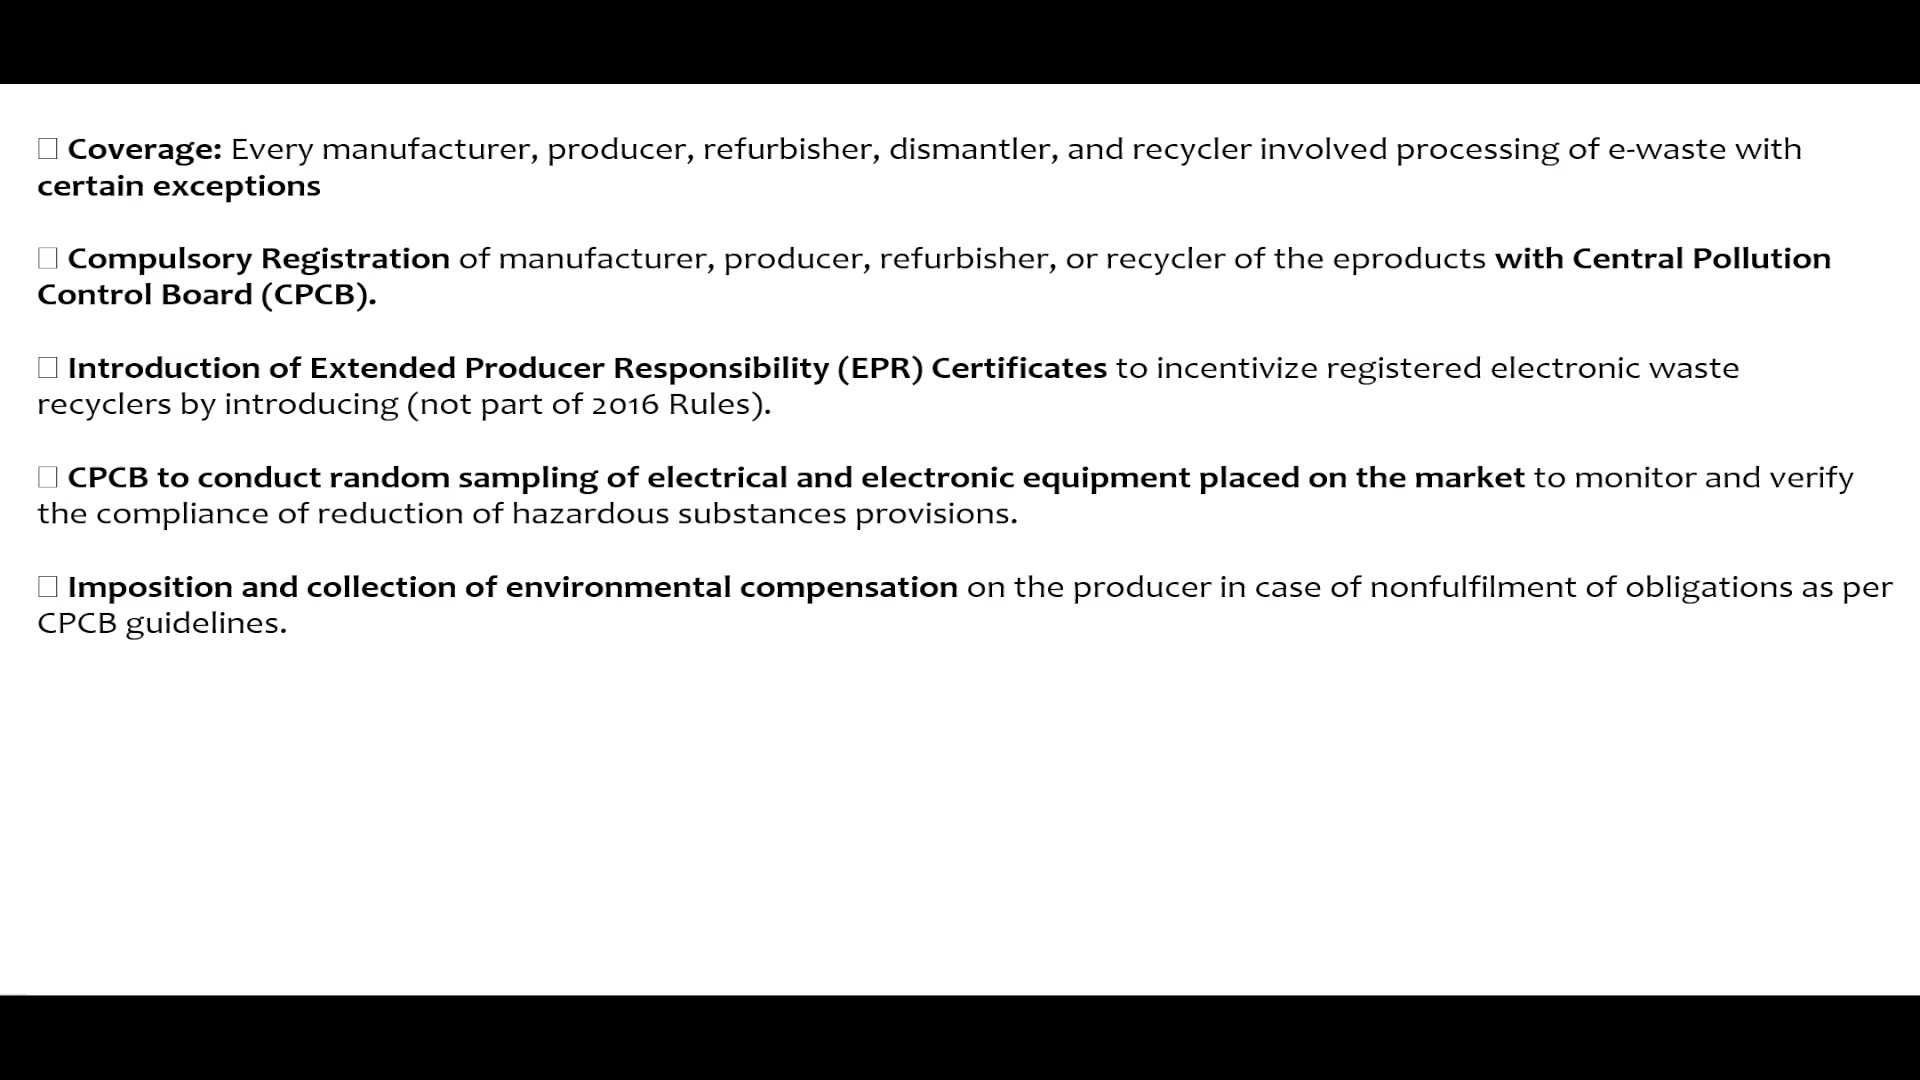 □ Coverage: Every manufacturer, producer, refurbisher, dismantler, and recycler involved processing of e-waste with
certain exceptions
□ Compulsory Registration of manufacturer, producer, refurbisher, or recycler of the eproducts with Central Pollution
Control Board (CPCB).
□ Introduction of Extended Producer Responsibility (EPR) Certificates to incentivize registered electronic waste
recyclers by introducing (not part of 2016 Rules).
□ CPCB to conduct random sampling of electrical and electronic equipment placed on the market to monitor and verify
the compliance of reduction of hazardous substances provisions.
□ Imposition and collection of environmental compensation on the producer in case of nonfulfilment of obligations as per
CPCB guidelines.